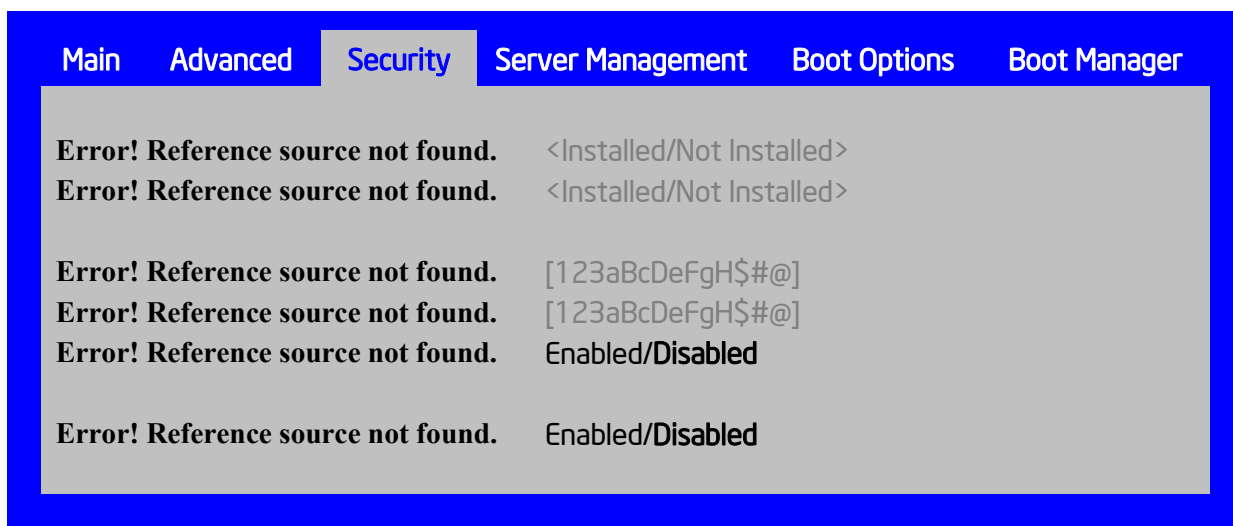 Main Advanced Security Server Management Boot Options Boot Manager
Error! Reference source not found. <Installed/Not Installed>
Error! Reference source not found. <Installed/Not Installed>
Error! Reference source not found. [123aBcDeFgH$#@]
Error! Reference source not found. [123aBcDeFgH$#@]
Error! Reference source not found. Enabled/Disabled
Error! Reference source not found. Enabled/Disabled